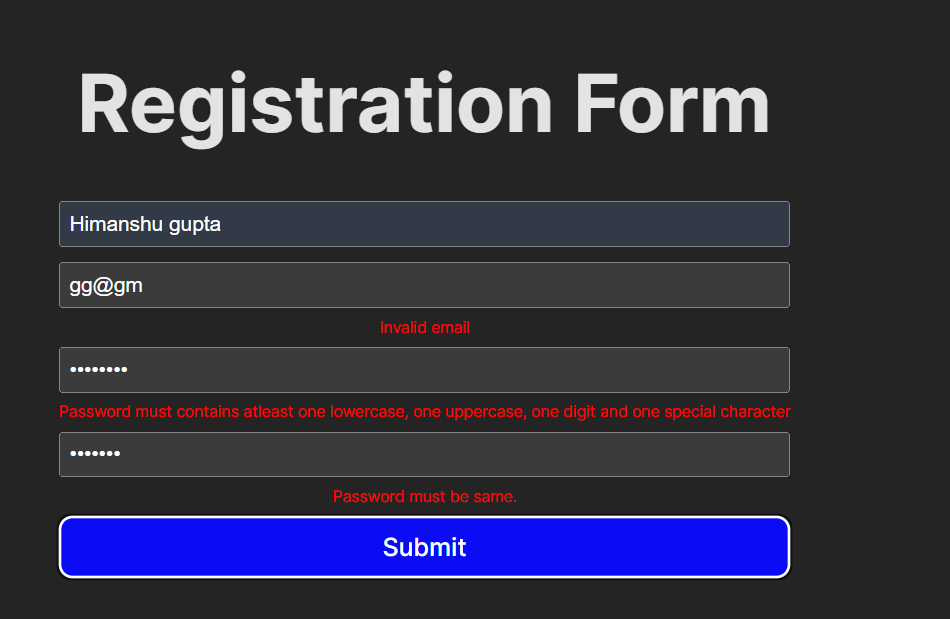 Registration Form
Himanshu gupta
gg@gm
Invalid email
••••••••
Password must contains atleast one lowercase, one uppercase, one digit and one special character
•••••••
Password must be same.
Submit